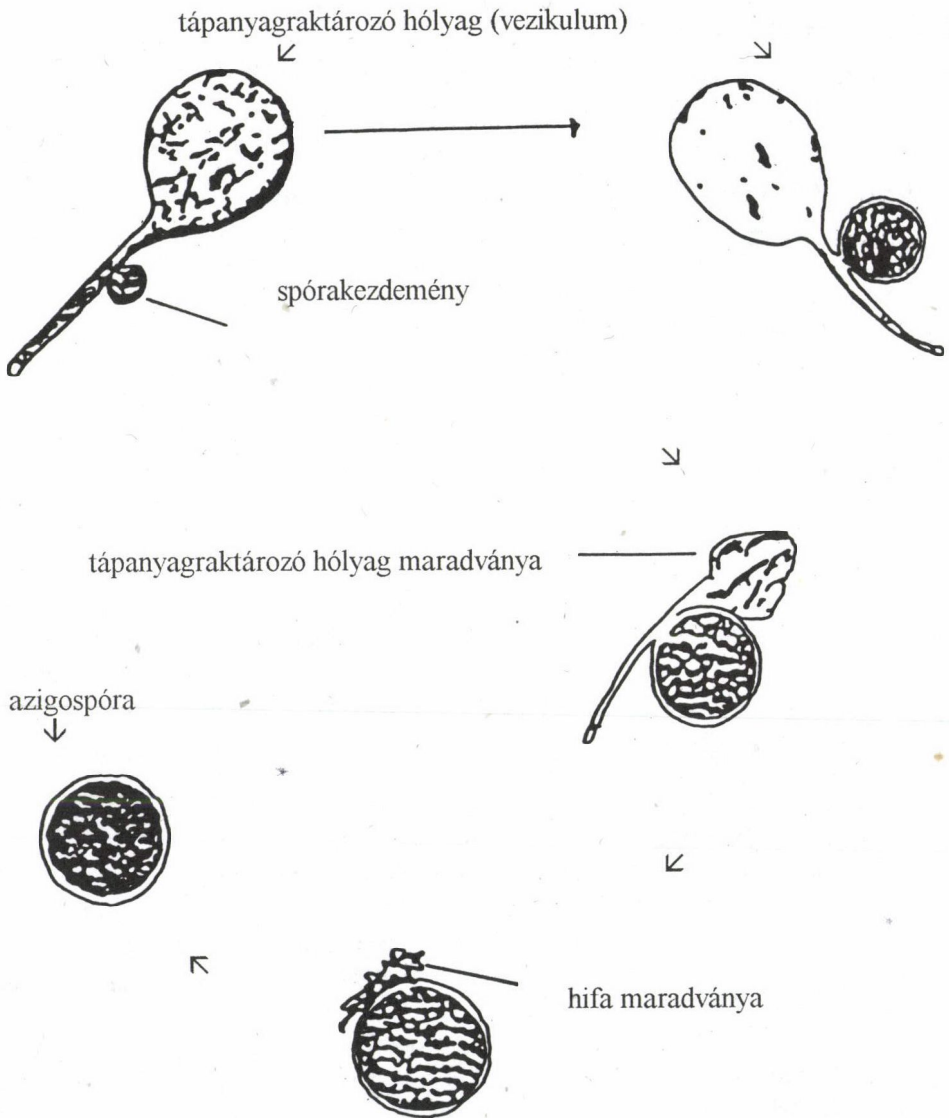 tápanyagraktározó hólyag (vezikulum)
spórakezdemény
tápanyagraktározó hólyag maradványa
azigospóra
hifa maradványa